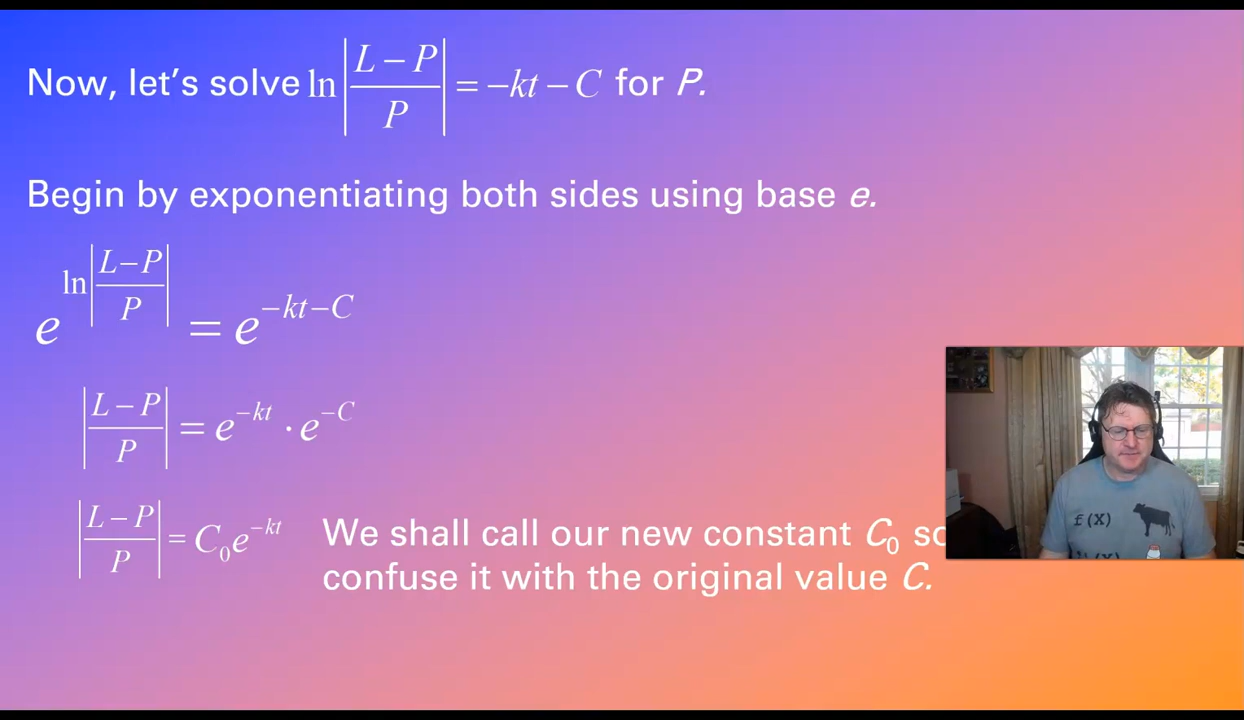 Now, let's solve ln|L−P/P| = −kt − C for P.
Begin by exponentiating both sides using base e.
e^(ln|L−P/P|) = e^(−kt−C)
|L−P/P| = e^(−kt) · e^(−C)
|L−P/P| = C₀e^(−kt) We shall call our new constant C₀ so
confuse it with the original value C.
f(X)